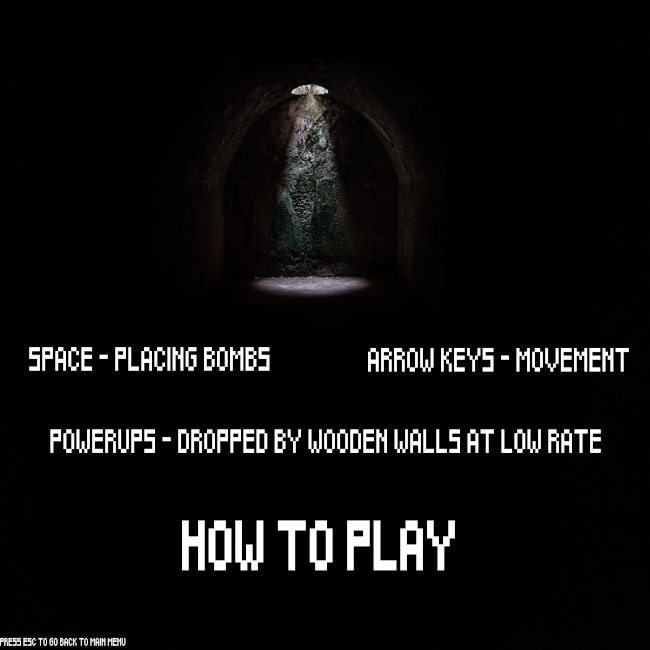 SPACE - PLACING BOMBS
ARROW KEYS - MOVEMENT
POWERUPS - DROPPED BY WOODEN WALLS AT LOW RATE
HOW TO PLAY
PRESS ESC TO GO BACK TO MAIN MENU